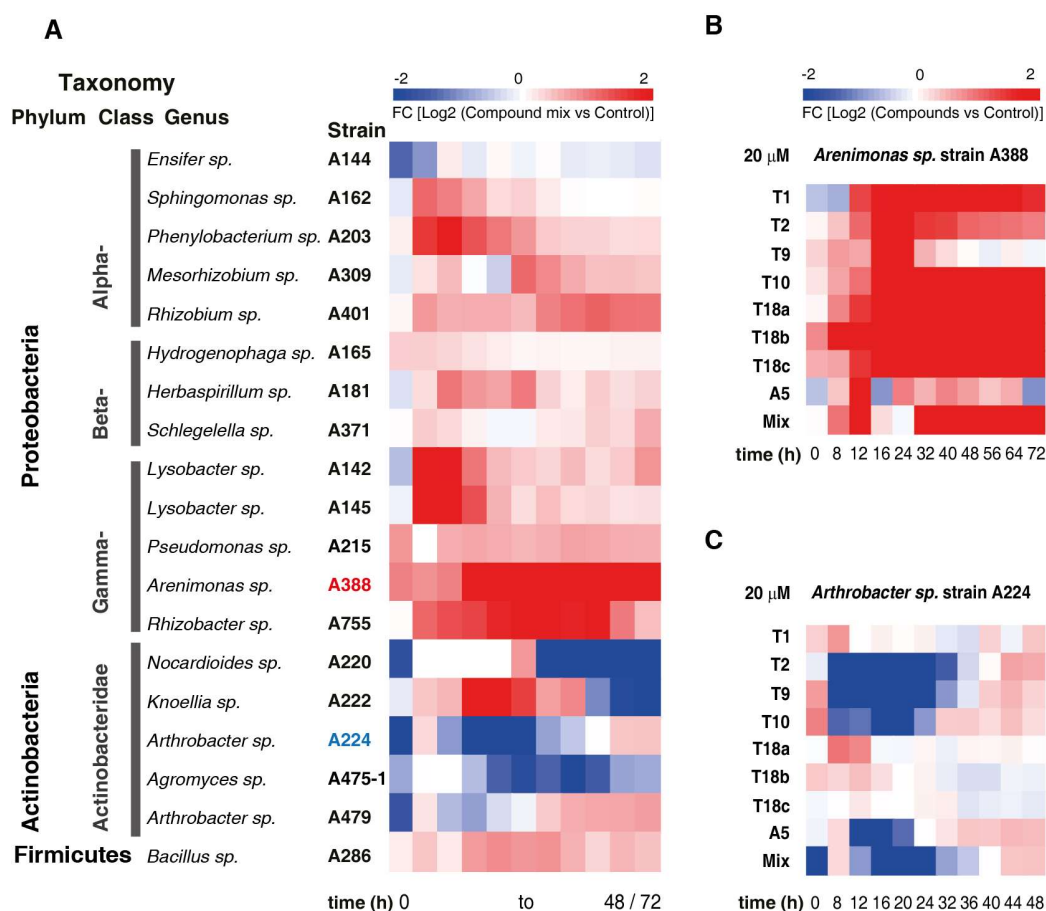 A
Taxonomy
Phylum Class Genus
Strain
-2 0 2
FC [Log2 (Compound mix vs Control)]
Proteobacteria
Alpha-
Ensifer sp. A144
Sphingomonas sp. A162
Phenylobacterium sp. A203
Mesorhizobium sp. A309
Rhizobium sp. A401
Beta-
Hydrogenophaga sp. A165
Herbaspirillum sp. A181
Schlegelella sp. A371
Gamma-
Lysobacter sp. A142
Lysobacter sp. A145
Pseudomonas sp. A215
Arenimonas sp. A388
Rhizobacter sp. A755
Actinobacteria
Actinobacteridae
Nocardioides sp. A220
Knoellia sp. A222
Arthrobacter sp. A224
Agromyces sp. A475-1
Arthrobacter sp. A479
Firmicutes Bacillus sp. A286
time (h) 0 to 48 / 72
B
-2 0 2
FC [Log2 (Compounds vs Control)]
20 μM Arenimonas sp. strain A388
T1
T2
T9
T10
T18a
T18b
T18c
A5
Mix
time (h) 0 8 12 16 24 32 40 48 56 64 72
C
20 μM Arthrobacter sp. strain A224
T1
T2
T9
T10
T18a
T18b
T18c
A5
Mix
time (h) 0 8 12 16 20 24 32 36 40 44 48